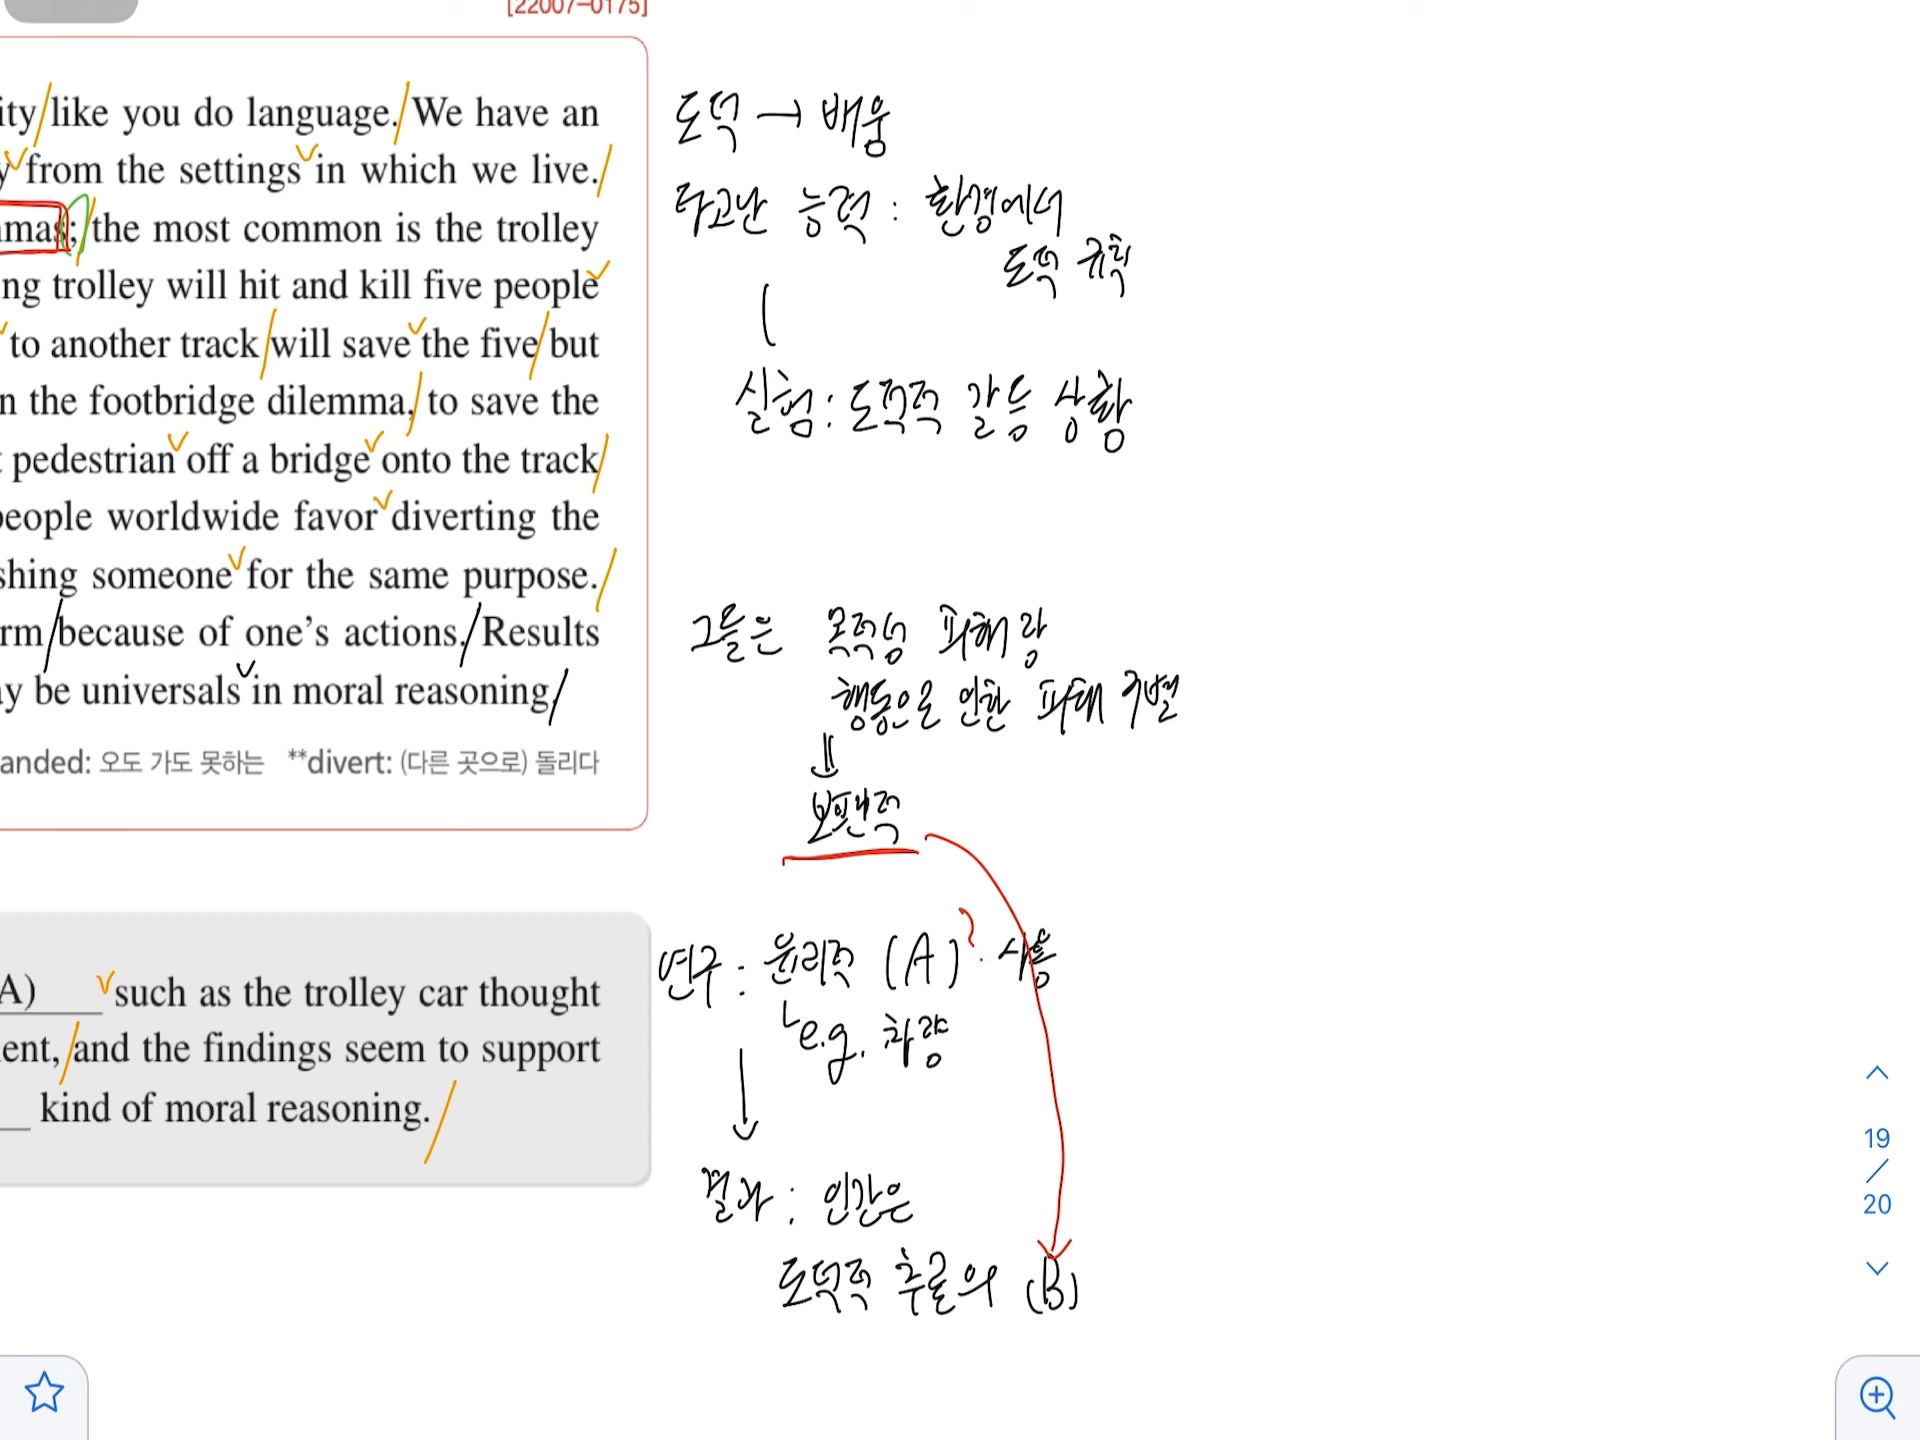 [22007-0175]
ity like you do language. We have an
y from the settings in which we live.
mas; the most common is the trolley
ng trolley will hit and kill five people
to another track will save the five but
n the footbridge dilemma, to save the
pedestrian off a bridge onto the track
people worldwide favor diverting the
shing someone for the same purpose.
rm because of one's actions. Results
y be universals in moral reasoning
anded: 오도 가도 못하는 **divert: (다른 곳으로) 돌리다
A) such as the trolley car thought
ent, and the findings seem to support
kind of moral reasoning.
도덕 → 배움
타고난 능력 : 환경에서
도덕 규칙
실험 : 도덕적 갈등 상황
그들은 목적성 피해랑
행동으로 인한 피해 구별
보편적
연구 : 윤리적 (A)? 사용
e.g. 차량
결과 : 인간은
도덕적 추론의 (B)
19
/
20